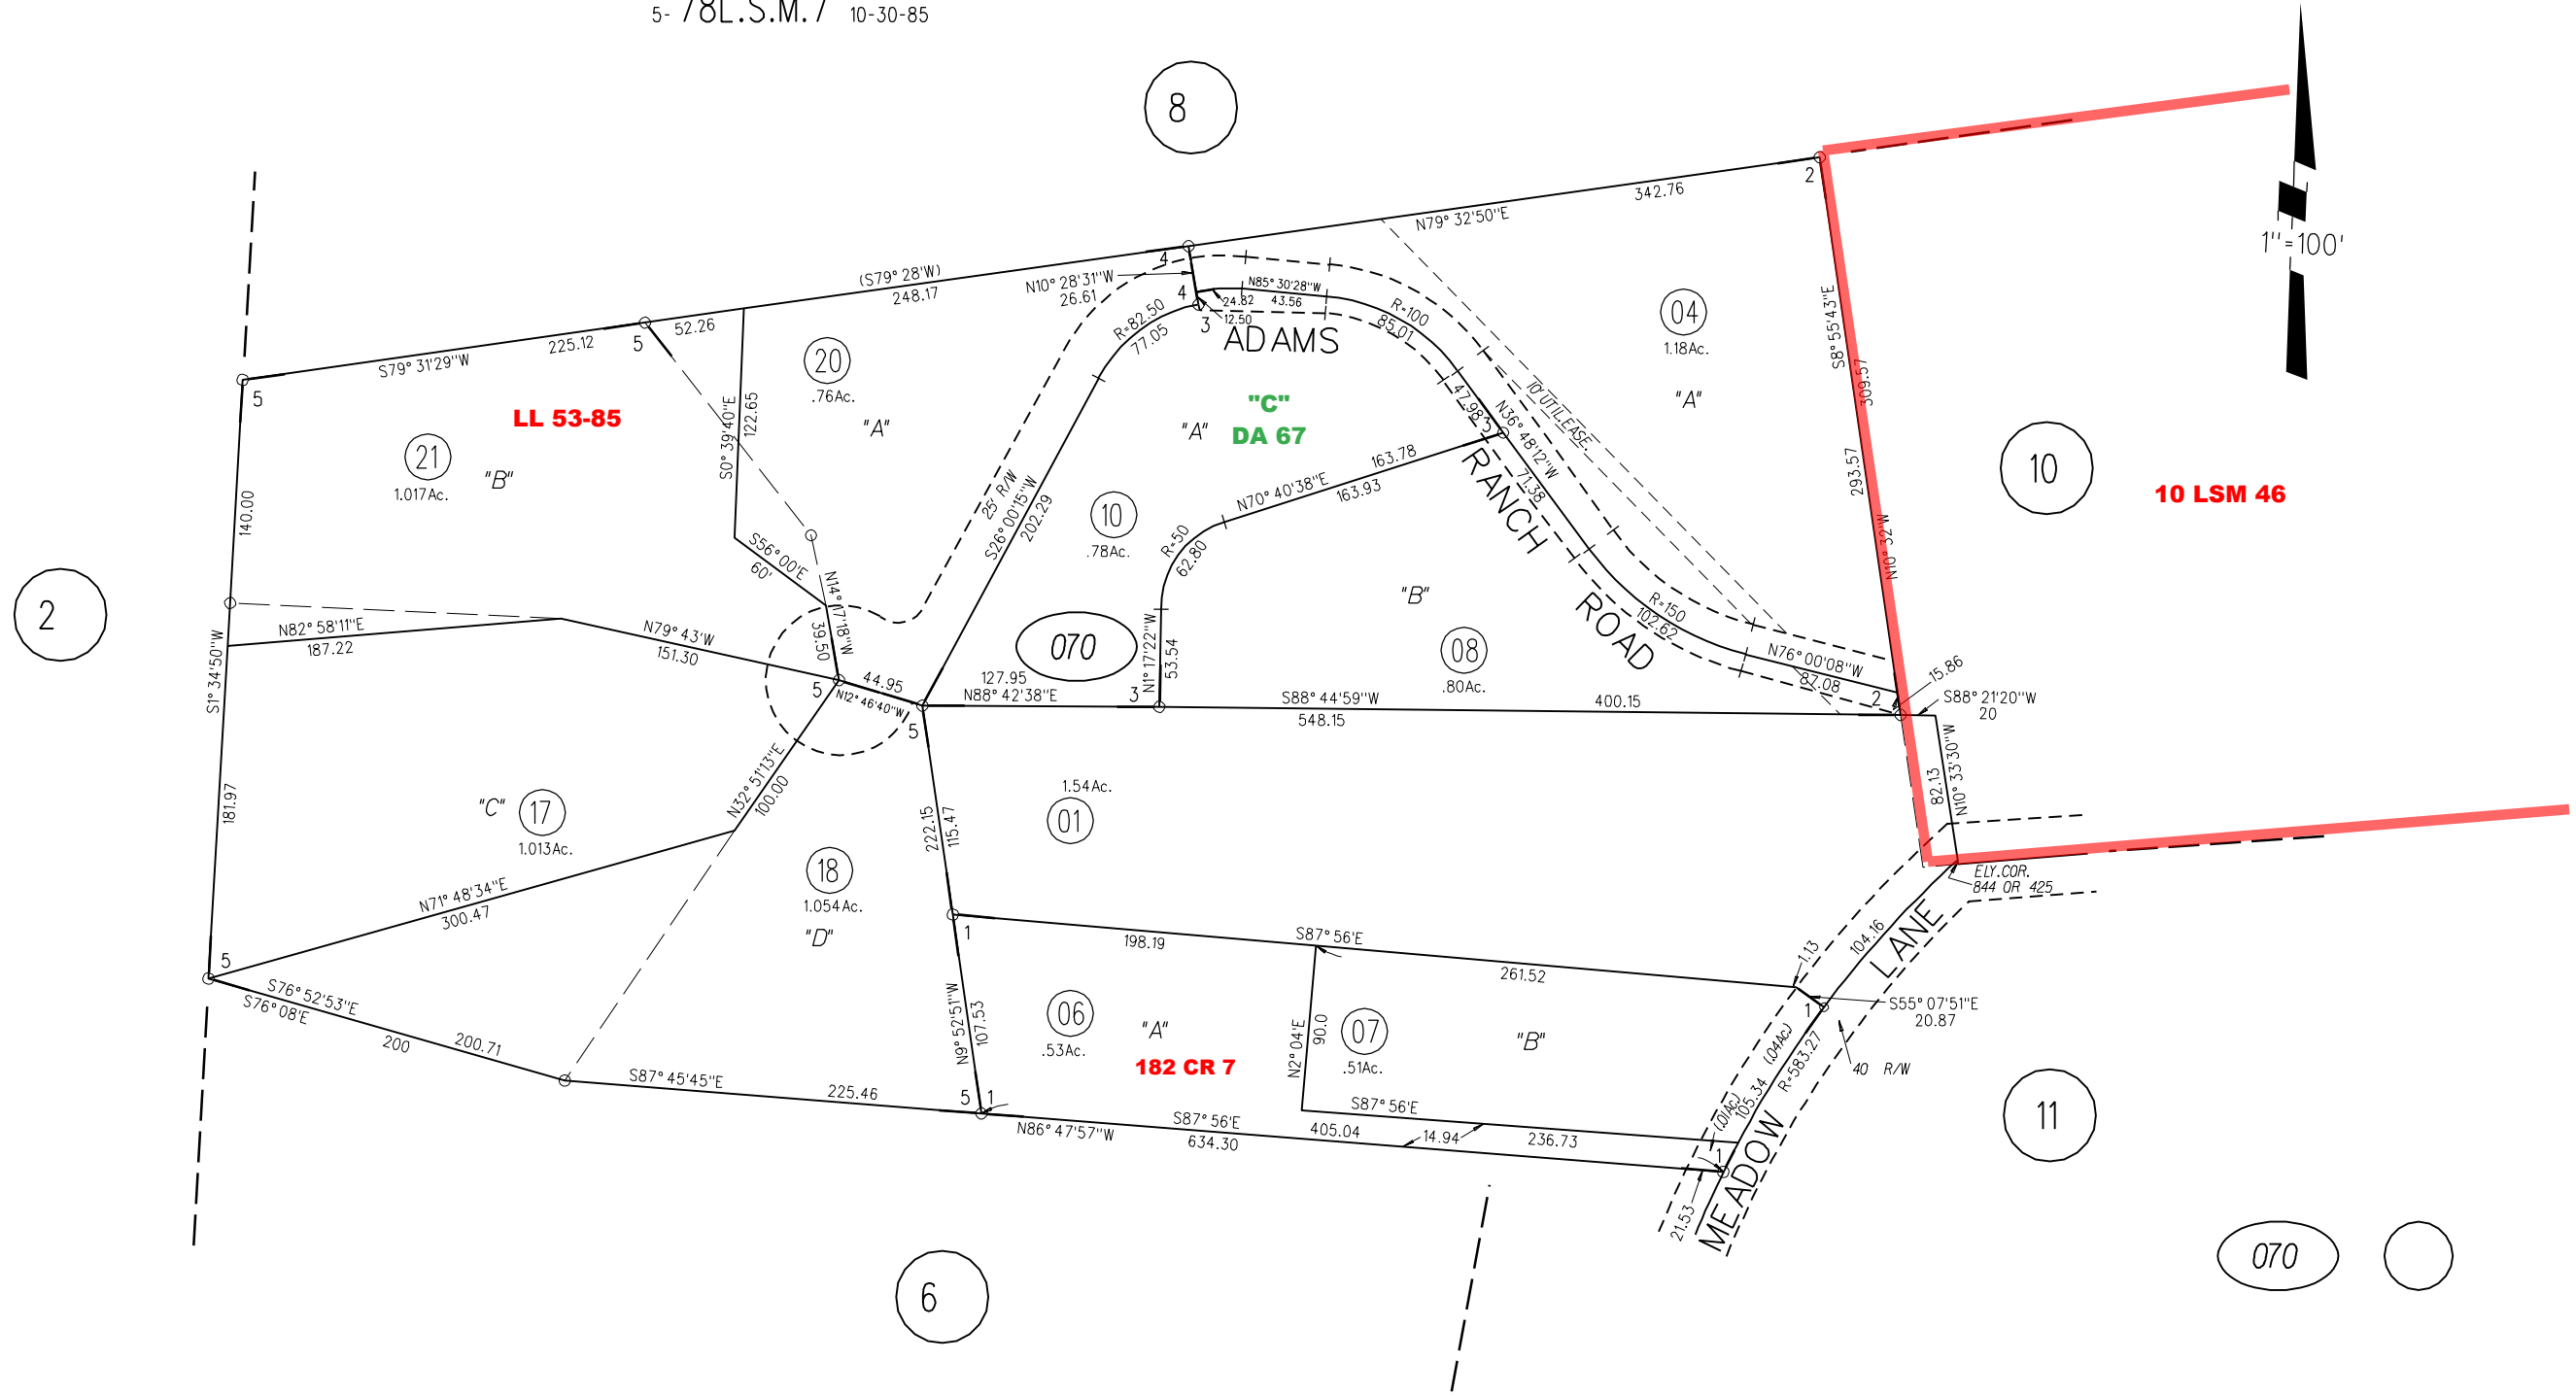 5- 78L.S.M.7 10-30-85
8
1"=100'
2
342.76
N79° 32'50"E
4
(S79° 28'W)
248.17
N10° 28'31"W
26.61
52.26
5
225.12
S79° 31'29"W
5
20
.76Ac.
"A"
LL 53-85
21
1.017Ac.
"B"
S0° 39'40"E
122.65
140.00
4
3
R=82.50
77.05
24.82
12.50
N85° 30'28"W
43.56
R=100
85.01
ADAMS
"C"
DA 67
"A"
04
1.18Ac.
"A"
S8° 55'43"E
309.57
293.57
N10° 32'W
10
10 LSM 46
10' UTIL.EASE.
47.98
3
N36° 48'12"W
71.38
RANCH
163.78
N70° 40'38"E
163.93
25' R/W
S26° 00'15"W
202.29
10
.78Ac.
R=50
62.80
S56° 00'E
60'
N14° 17'18"W
39.50
2
N82° 58'11"E
187.22
N79° 43'W
151.30
S1° 34'50"W
181.97
070
N1° 17'22"W
53.54
"B"
08
.80Ac.
ROAD
R=150
102.62
N76° 00'08"W
87.08
15.86
2
S88° 21'20"W
20
44.95
5
N12° 46'40"W
5
127.95
N88° 42'38"E
3
S88° 44'59"W
400.15
548.15
82.13
N10° 33'30"W
"C"
17
1.013Ac.
N32° 51'13"E
100.00
222.15
115.47
1.54Ac.
01
18
1.054Ac.
"D"
N71° 48'34"E
300.47
ELY.COR.
844 OR 425
104.16
LANE
1
198.19
S87° 56'E
261.52
1.13
5
S76° 52'53"E
S76° 08'E
200
200.71
S55° 07'51"E
20.87
1
06
.53Ac.
"A"
182 CR 7
N9° 52'51"W
107.53
N2° 04'E
90.0
07
.51Ac.
"B"
(.04Ac.)
R=583.27
105.34
(.01Ac.)
40 R/W
11
S87° 45'45"E
225.46
5
1
S87° 56'E
N86° 47'57"W
S87° 56'E
634.30
405.04
14.94
236.73
1
21.53
MEADOW
6
070